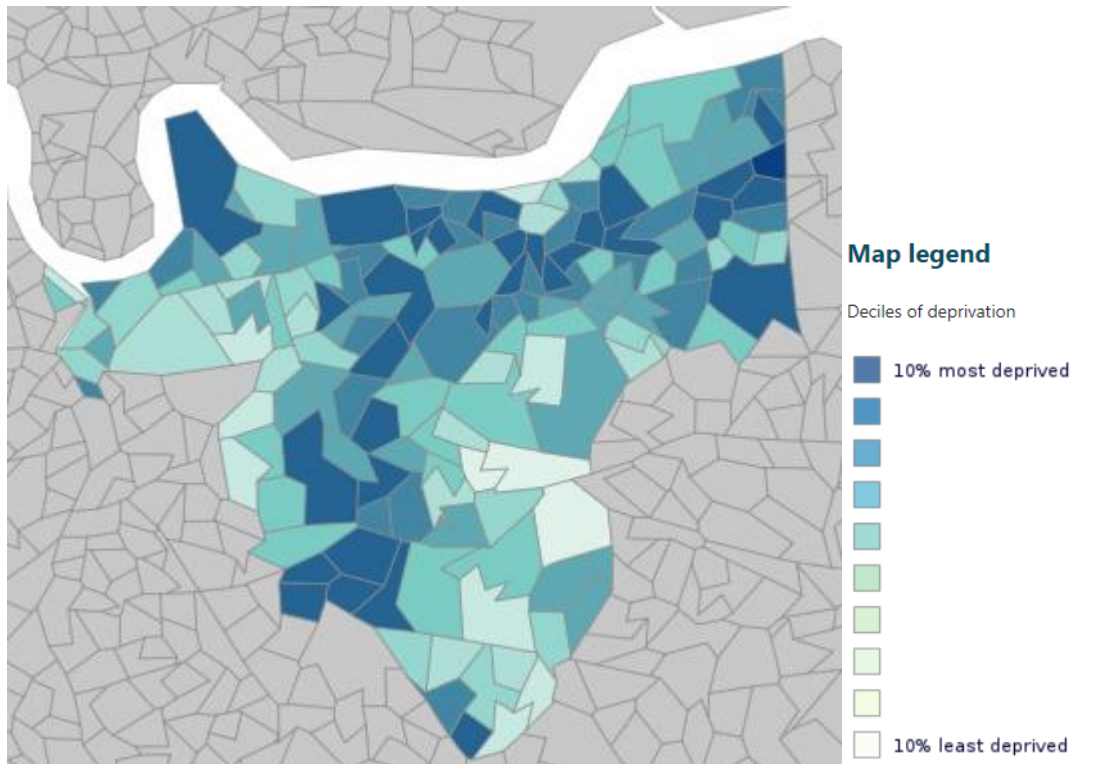 Map legend
Deciles of deprivation
10% most deprived
10% least deprived